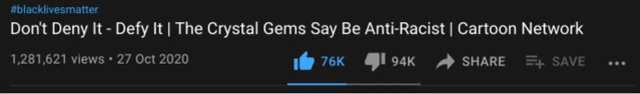 #blacklivesmatter
Don't Deny It - Defy It | The Crystal Gems Say Be Anti-Racist | Cartoon Network
1,281,621 views • 27 Oct 2020 76K 94K SHARE SAVE